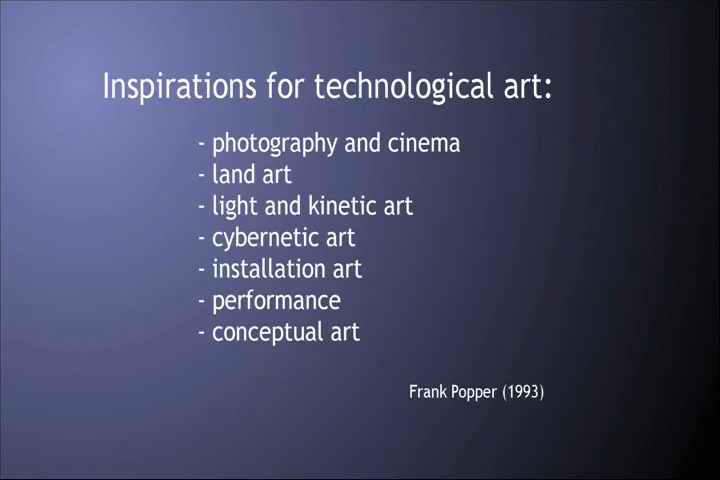 Inspirations for technological art:
- photography and cinema
- land art
- light and kinetic art
- cybernetic art
- installation art
- performance
- conceptual art
Frank Popper (1993)